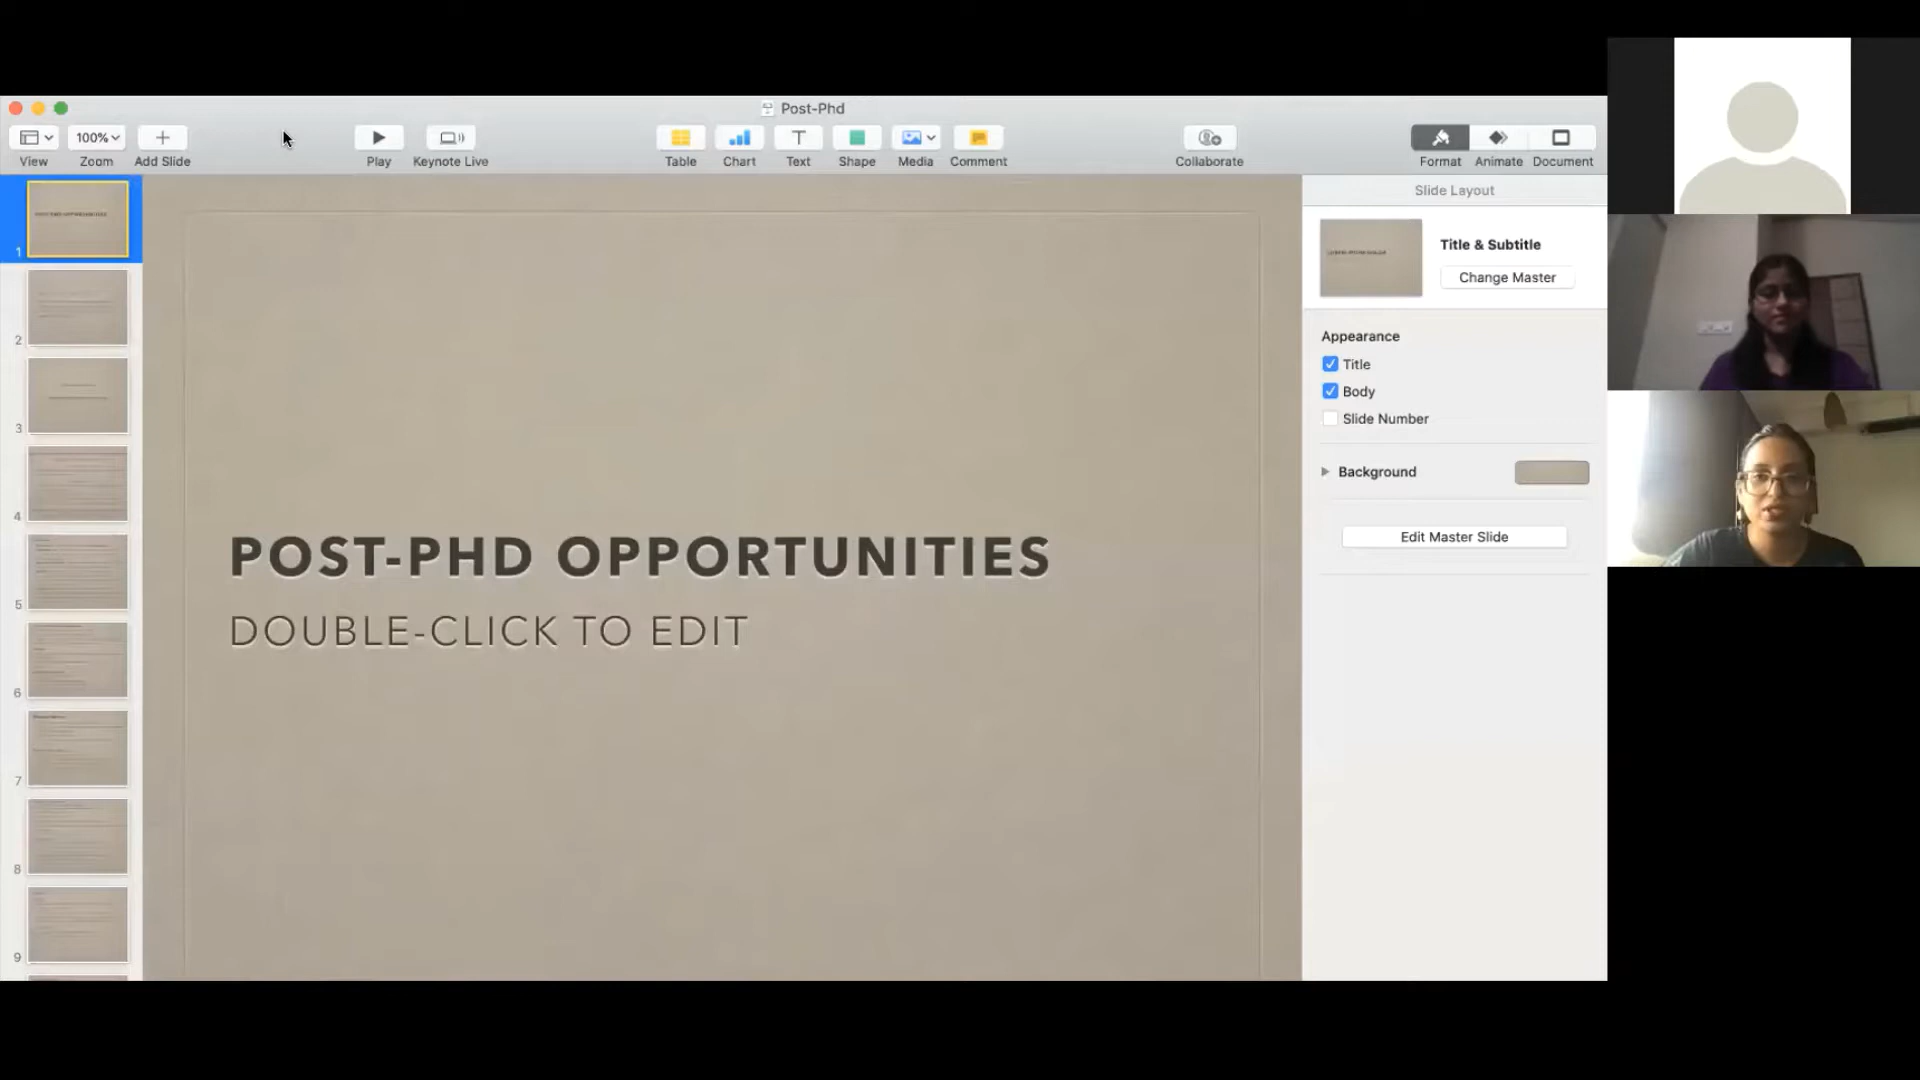 Post-Phd
100%
View
Zoom
Add Slide
Play
Keynote Live
Table
Chart
Text
Shape
Media
Comment
Collaborate
Format
Animate
Document
1
2
3
4
5
6
7
8
9
POST-PHD OPPORTUNITIES
DOUBLE-CLICK TO EDIT
Slide Layout
Title & Subtitle
Change Master
Appearance
Title
Body
Slide Number
Background
Edit Master Slide